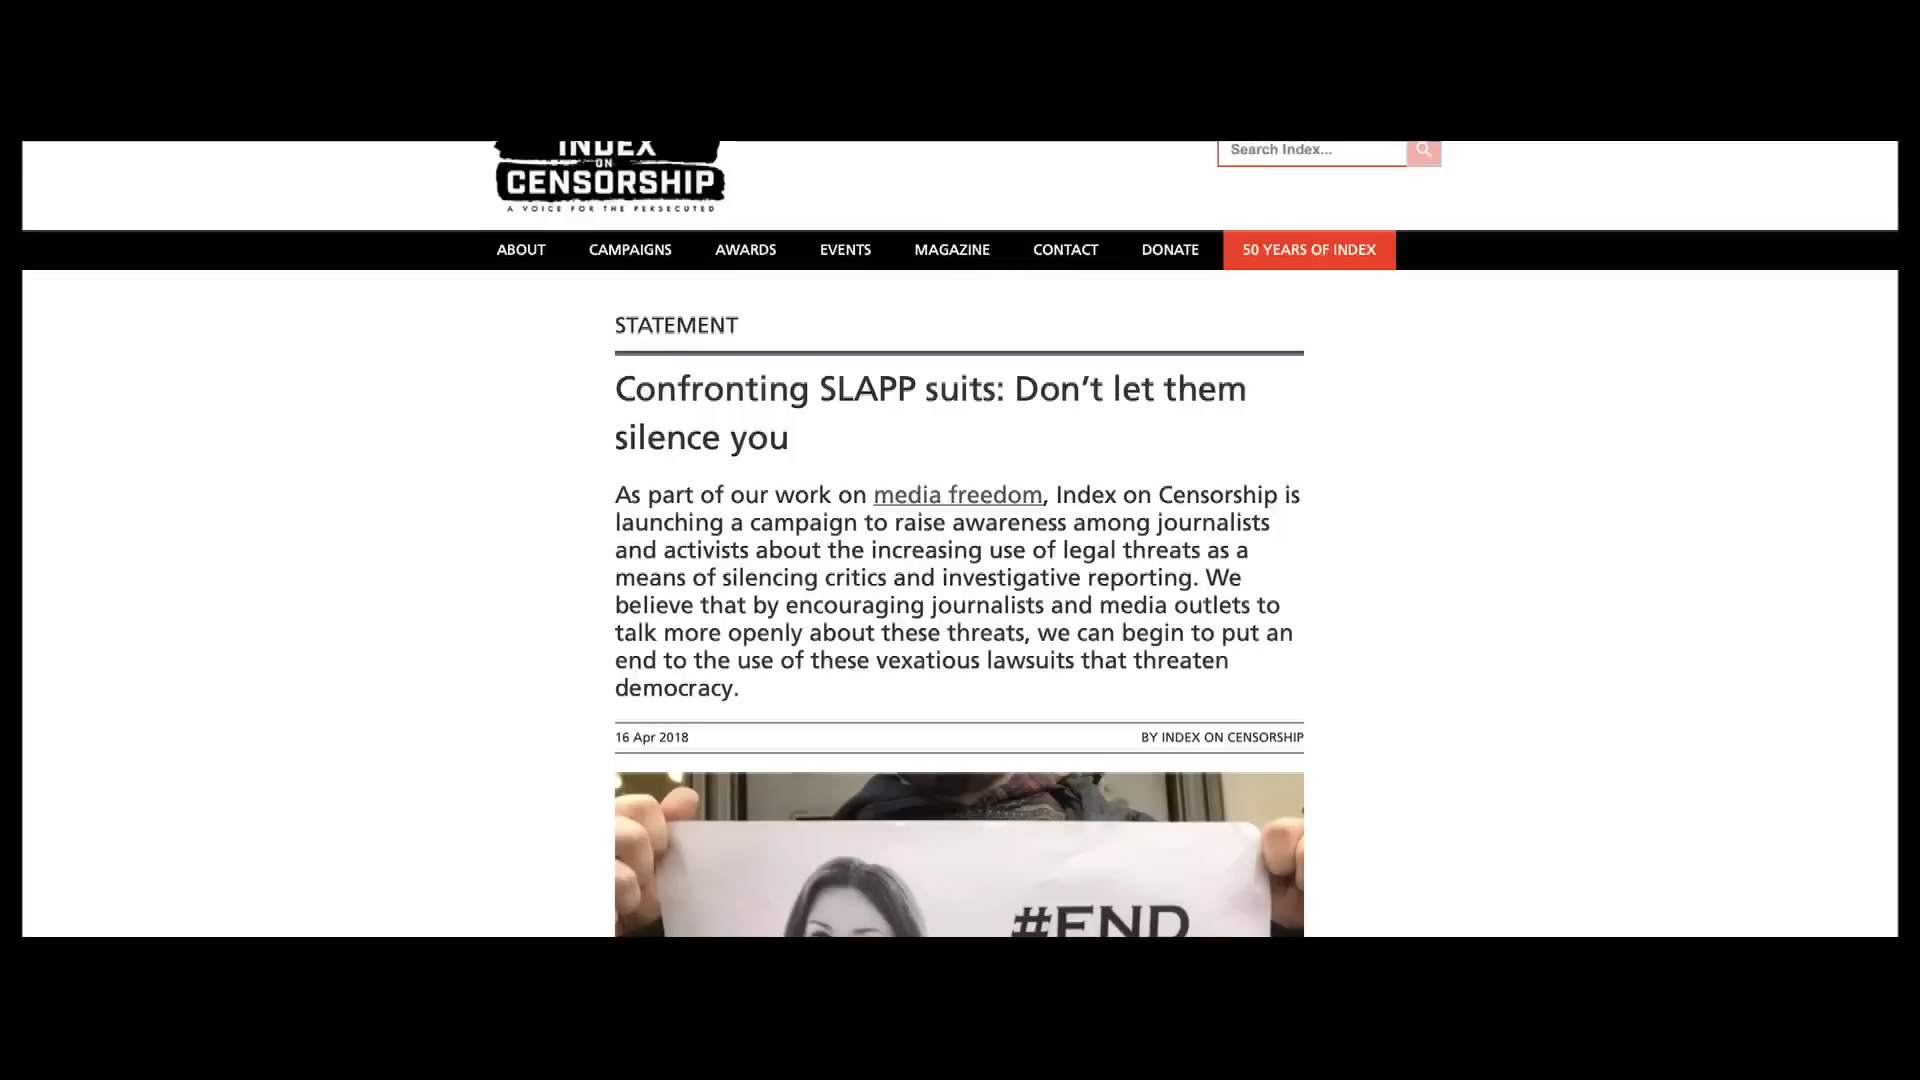 INDEX
ON
CENSORSHIP
A VOICE FOR THE PERSECUTED
Search Index...
ABOUT CAMPAIGNS AWARDS EVENTS MAGAZINE CONTACT DONATE 50 YEARS OF INDEX
STATEMENT
Confronting SLAPP suits: Don’t let them
silence you
As part of our work on media freedom, Index on Censorship is
launching a campaign to raise awareness among journalists
and activists about the increasing use of legal threats as a
means of silencing critics and investigative reporting. We
believe that by encouraging journalists and media outlets to
talk more openly about these threats, we can begin to put an
end to the use of these vexatious lawsuits that threaten
democracy.
16 Apr 2018 BY INDEX ON CENSORSHIP
#END